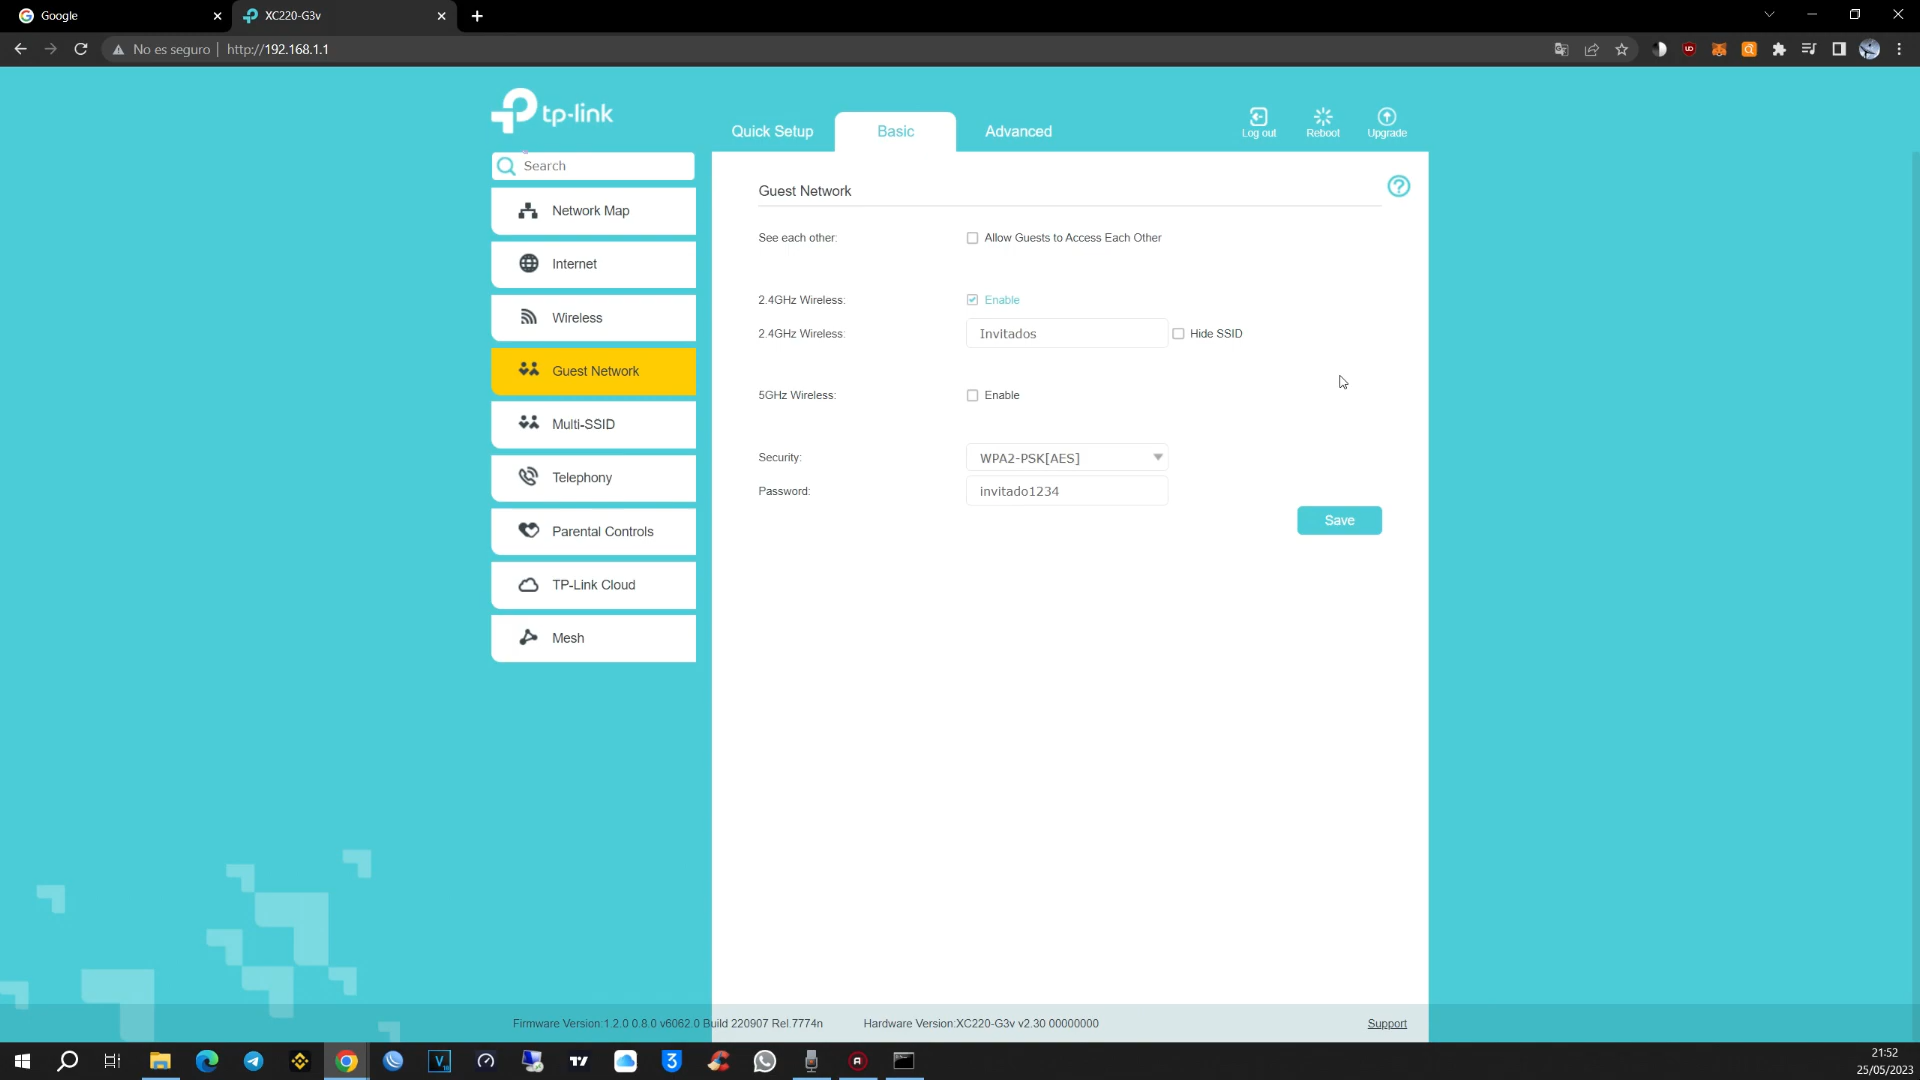 Google
XC220-G3v
No es seguro
http://192.168.1.1
tp-link
Quick Setup
Basic
Advanced
Log out
Reboot
Upgrade
Search
Network Map
Internet
Wireless
Guest Network
Multi-SSID
Telephony
Parental Controls
TP-Link Cloud
Mesh
Guest Network
See each other:
Allow Guests to Access Each Other
2.4GHz Wireless:
Enable
2.4GHz Wireless:
Invitados
Hide SSID
5GHz Wireless:
Enable
Security:
WPA2-PSK[AES]
Password:
invitado1234
Save
Firmware Version:1.2.0 0.8.0 v6062.0 Build 220907 Rel.7774n
Hardware Version:XC220-G3v v2.30 00000000
Support
21:52
25/05/2023